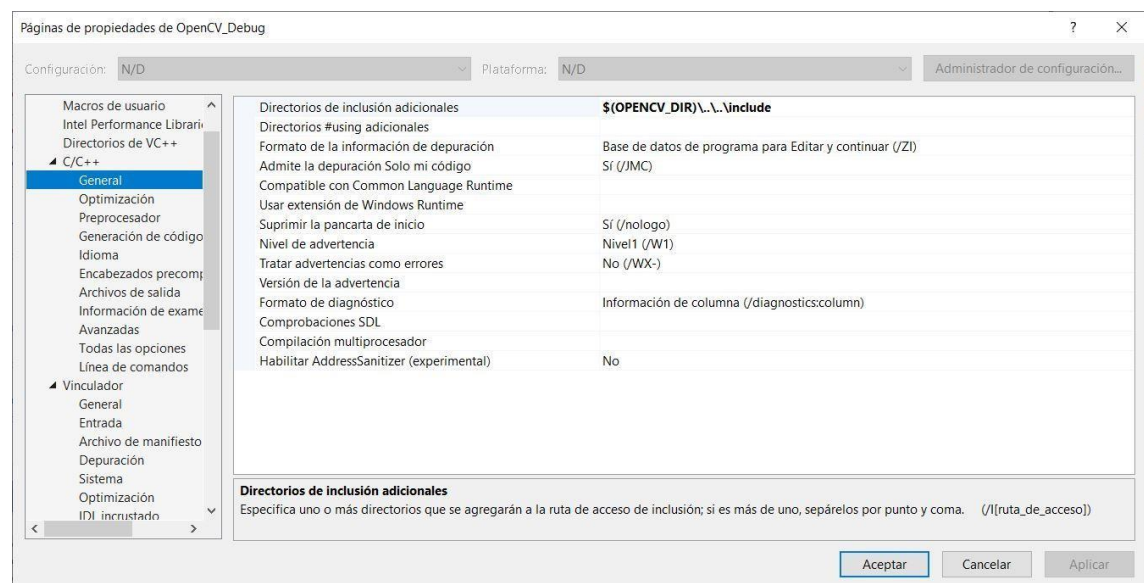 Páginas de propiedades de OpenCV_Debug ? ×
Configuración: N/D Plataforma: N/D Administrador de configuración...
Macros de usuario
Intel Performance Librari
Directorios de VC++
C/C++
General
Optimización
Preprocesador
Generación de código
Idioma
Encabezados precomp
Archivos de salida
Información de exame
Avanzadas
Todas las opciones
Línea de comandos
Vinculador
General
Entrada
Archivo de manifiesto
Depuración
Sistema
Optimización
IDL incrustado
Directorios de inclusión adicionales $(OPENCV_DIR)\..\..\include
Directorios #using adicionales
Formato de la información de depuración Base de datos de programa para Editar y continuar (/ZI)
Admite la depuración Solo mi código Sí (/JMC)
Compatible con Common Language Runtime
Usar extensión de Windows Runtime
Suprimir la pancarta de inicio Sí (/nologo)
Nivel de advertencia Nivel1 (/W1)
Tratar advertencias como errores No (/WX-)
Versión de la advertencia
Formato de diagnóstico Información de columna (/diagnostics:column)
Comprobaciones SDL
Compilación multiprocesador
Habilitar AddressSanitizer (experimental) No
Directorios de inclusión adicionales
Especifica uno o más directorios que se agregarán a la ruta de acceso de inclusión; si es más de uno, sepárelos por punto y coma. (/I[ruta_de_acceso])
Aceptar Cancelar Aplicar